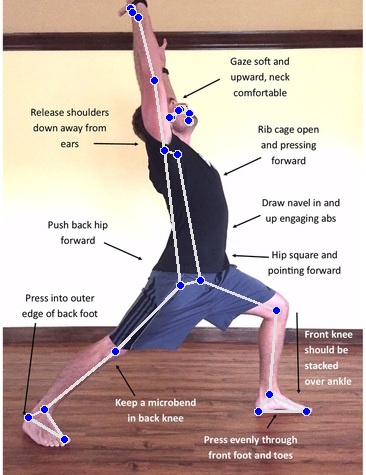 Gaze soft and
upward, neck
comfortable
Release shoulders
down away from
ears
Rib cage open
and pressing
forward
Draw navel in and
up engaging abs
Push back hip
forward
Hip square and
pointing forward
Press into outer
edge of back foot
Front knee
should be
stacked
over ankle
Keep a microbend
in back knee
Press evenly through
front foot and toes